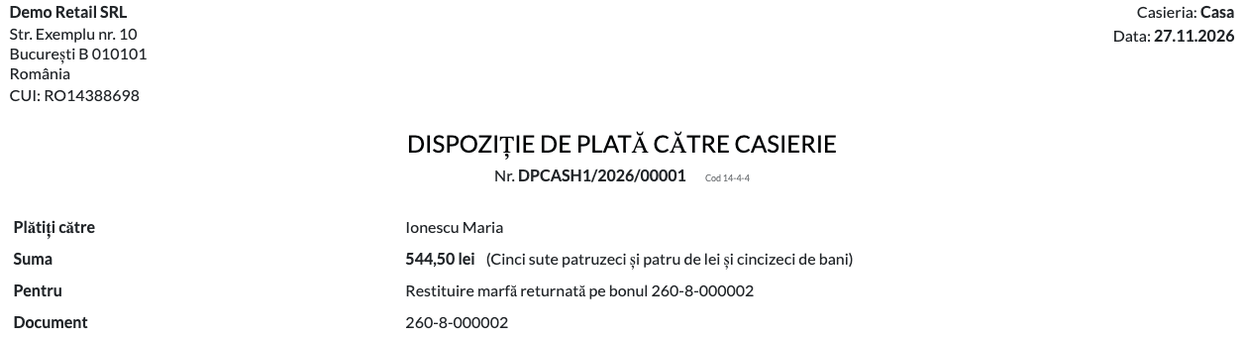 Demo Retail SRL
Str. Exemplu nr. 10
București B 010101
România
CUI: RO14388698
Casieria: Casa
Data: 27.11.2026
DISPOZIȚIE DE PLATĂ CĂTRE CASIERIE
Nr. DPCASH1/2026/00001 Cod 14-4-4
Plătiți către Ionescu Maria
Suma 544,50 lei (Cinci sute patruzeci și patru de lei și cincizeci de bani)
Pentru Restituire marfă returnată pe bonul 260-8-000002
Document 260-8-000002